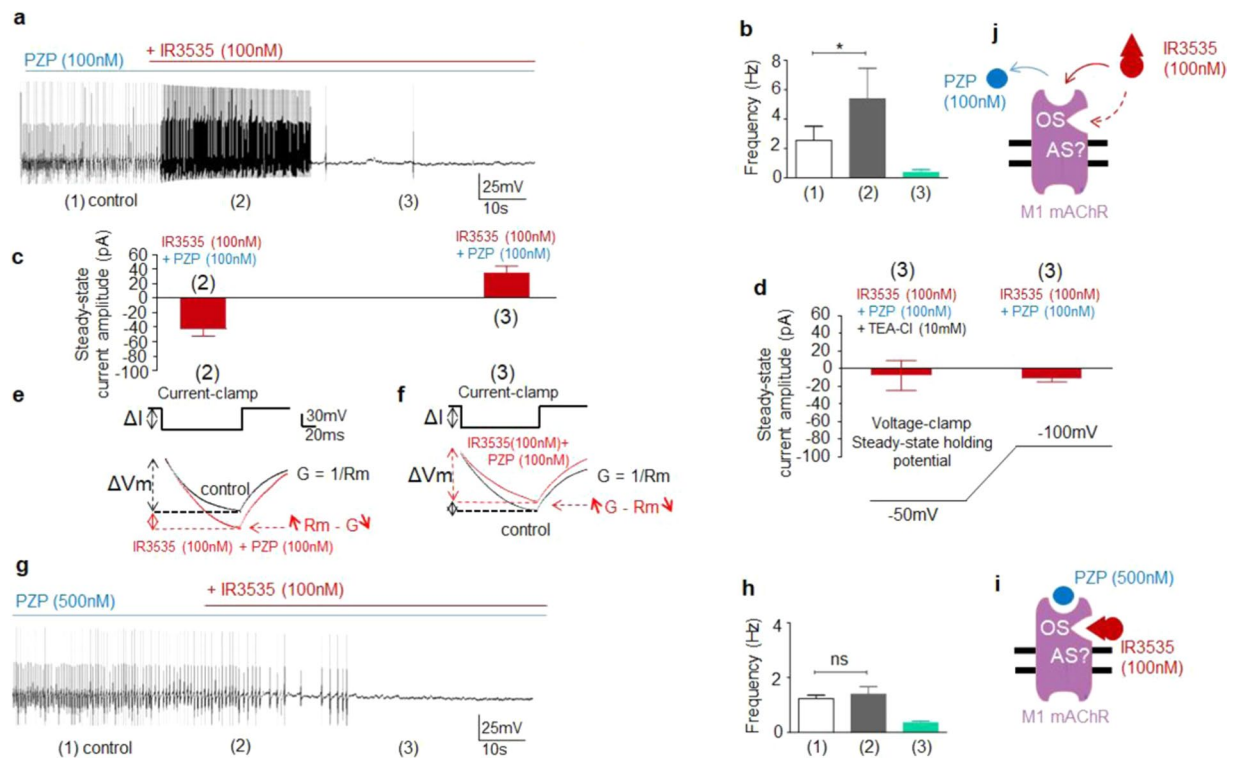 a
+ IR3535 (100nM)
PZP (100nM)
(1) control
(2)
(3)
25mV
10s
b
*
Frequency (Hz)
8
6
4
2
0
(1)
(2)
(3)
j
IR3535
(100nM)
PZP
(100nM)
OS
AS?
M1 mAChR
c
Steady-state
current amplitude (pA)
60
40
20
0
-20
-40
-60
-80
-100
IR3535 (100nM)
+ PZP (100nM)
(2)
IR3535 (100nM)
+ PZP (100nM)
(3)
d
Steady-state
current amplitude (pA)
60
40
20
0
-20
-40
-60
-80
-100
(3)
IR3535 (100nM)
+ PZP (100nM)
+ TEA-Cl (10mM)
(3)
IR3535 (100nM)
+ PZP (100nM)
Voltage-clamp
Steady-state holding
potential
-50mV
-100mV
e
(2)
Current-clamp
ΔI
30mV
20ms
ΔVm
control
G = 1/Rm
Rm - G
IR3535 (100nM) + PZP (100nM)
f
(3)
Current-clamp
ΔI
IR3535(100nM)+
PZP (100nM)
ΔVm
G = 1/Rm
G - Rm
control
g
+ IR3535 (100nM)
PZP (500nM)
(1) control
(2)
(3)
25mV
10s
h
ns
Frequency (Hz)
4
2
0
(1)
(2)
(3)
i
PZP (500nM)
OS
AS?
IR3535
(100nM)
M1 mAChR